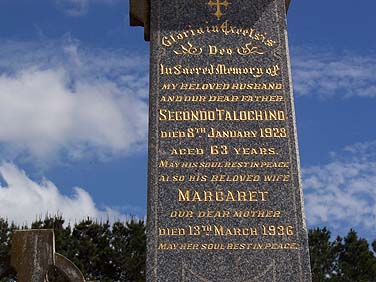 Gloria in Excelsis
Deo
In Sacred Memory of
MY BELOVED HUSBAND
AND OUR DEAR FATHER
SEGONDO TALOCHINO
DIED 8TH JANUARY 1928
AGED 63 YEARS.
MAY HIS SOUL REST IN PEACE
ALSO HIS BELOVED WIFE
MARGARET
OUR DEAR MOTHER
DIED 13TH MARCH 1936
MAY HER SOUL REST IN PEACE.